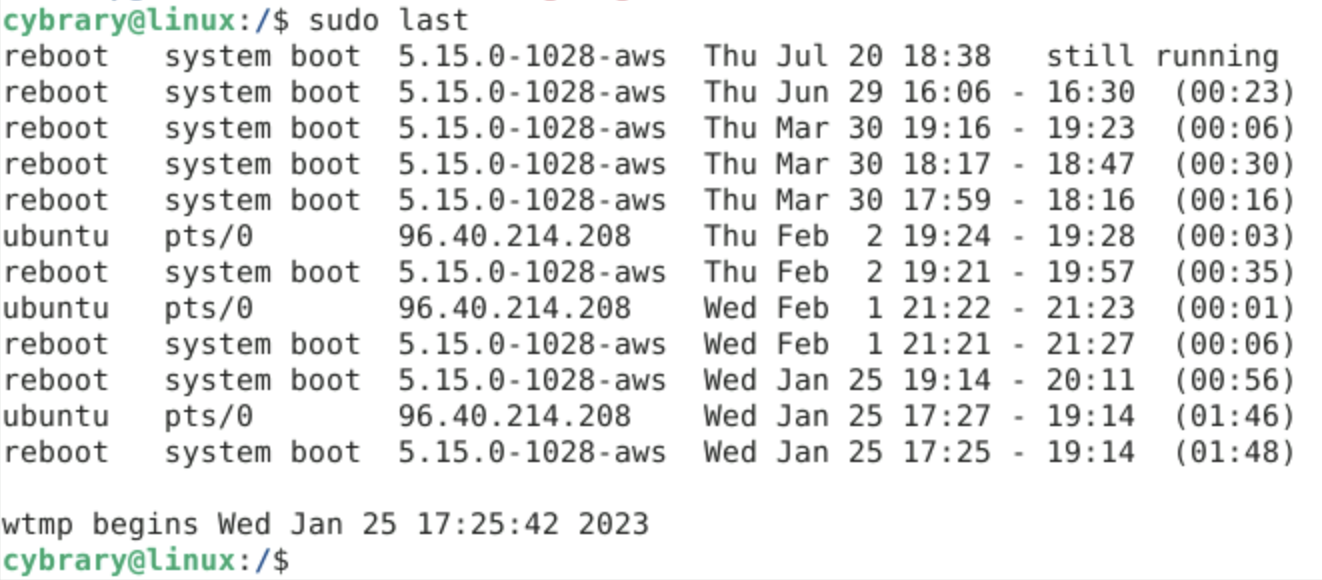 cybrary@linux:/$ sudo last
reboot   system boot  5.15.0-1028-aws  Thu Jul 20 18:38   still running
reboot   system boot  5.15.0-1028-aws  Thu Jun 29 16:06 - 16:30  (00:23)
reboot   system boot  5.15.0-1028-aws  Thu Mar 30 19:16 - 19:23  (00:06)
reboot   system boot  5.15.0-1028-aws  Thu Mar 30 18:17 - 18:47  (00:30)
reboot   system boot  5.15.0-1028-aws  Thu Mar 30 17:59 - 18:16  (00:16)
ubuntu   pts/0        96.40.214.208    Thu Feb  2 19:24 - 19:28  (00:03)
reboot   system boot  5.15.0-1028-aws  Thu Feb  2 19:21 - 19:57  (00:35)
ubuntu   pts/0        96.40.214.208    Wed Feb  1 21:22 - 21:23  (00:01)
reboot   system boot  5.15.0-1028-aws  Wed Feb  1 21:21 - 21:27  (00:06)
reboot   system boot  5.15.0-1028-aws  Wed Jan 25 19:14 - 20:11  (00:56)
ubuntu   pts/0        96.40.214.208    Wed Jan 25 17:27 - 19:14  (01:46)
reboot   system boot  5.15.0-1028-aws  Wed Jan 25 17:25 - 19:14  (01:48)

wtmp begins Wed Jan 25 17:25:42 2023
cybrary@linux:/$